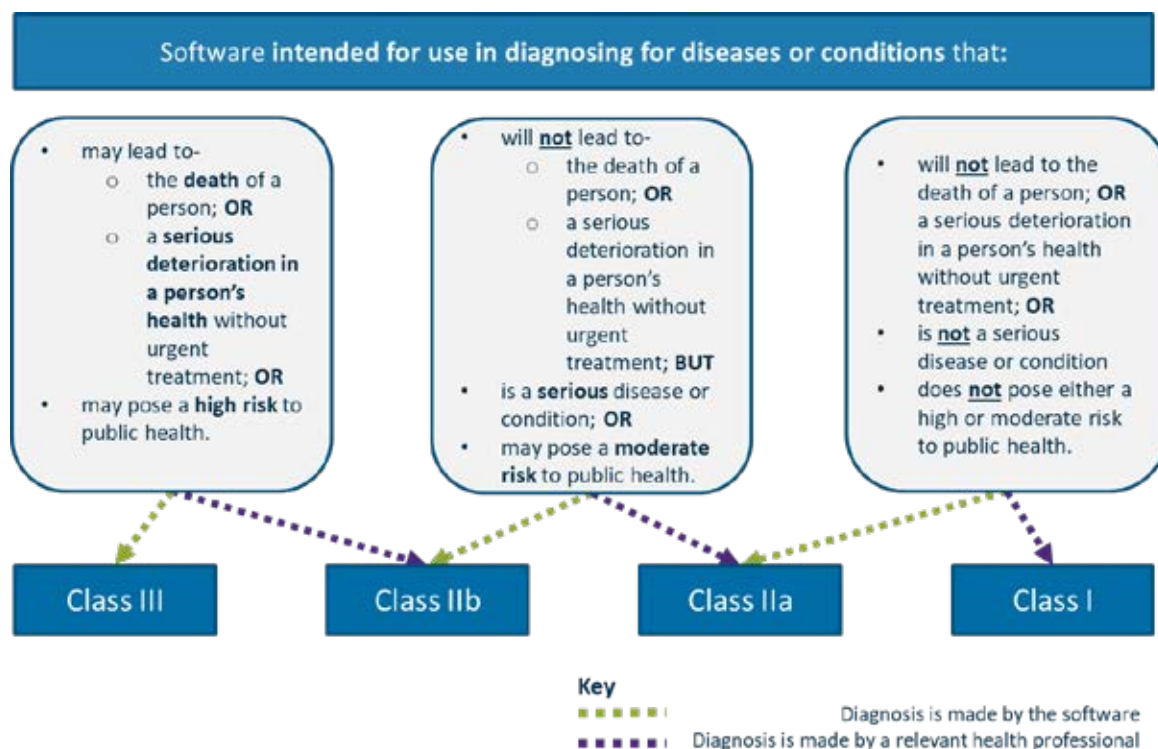 Software intended for use in diagnosing for diseases or conditions that:
• may lead to-
o the death of a
person; OR
o a serious
deterioration in
a person's
health without
urgent
treatment; OR
• may pose a high risk to
public health.
• will not lead to-
o the death of a
person; OR
o a serious
deterioration in
a person's
health without
urgent
treatment; BUT
• is a serious disease or
condition; OR
• may pose a moderate
risk to public health.
• will not lead to the
death of a person; OR
a serious deterioration
in a person's health
without urgent
treatment; OR
• is not a serious
disease or condition
• does not pose either a
high or moderate risk
to public health.
Class III
Class IIb
Class IIa
Class I
Key
Diagnosis is made by the software
Diagnosis is made by a relevant health professional